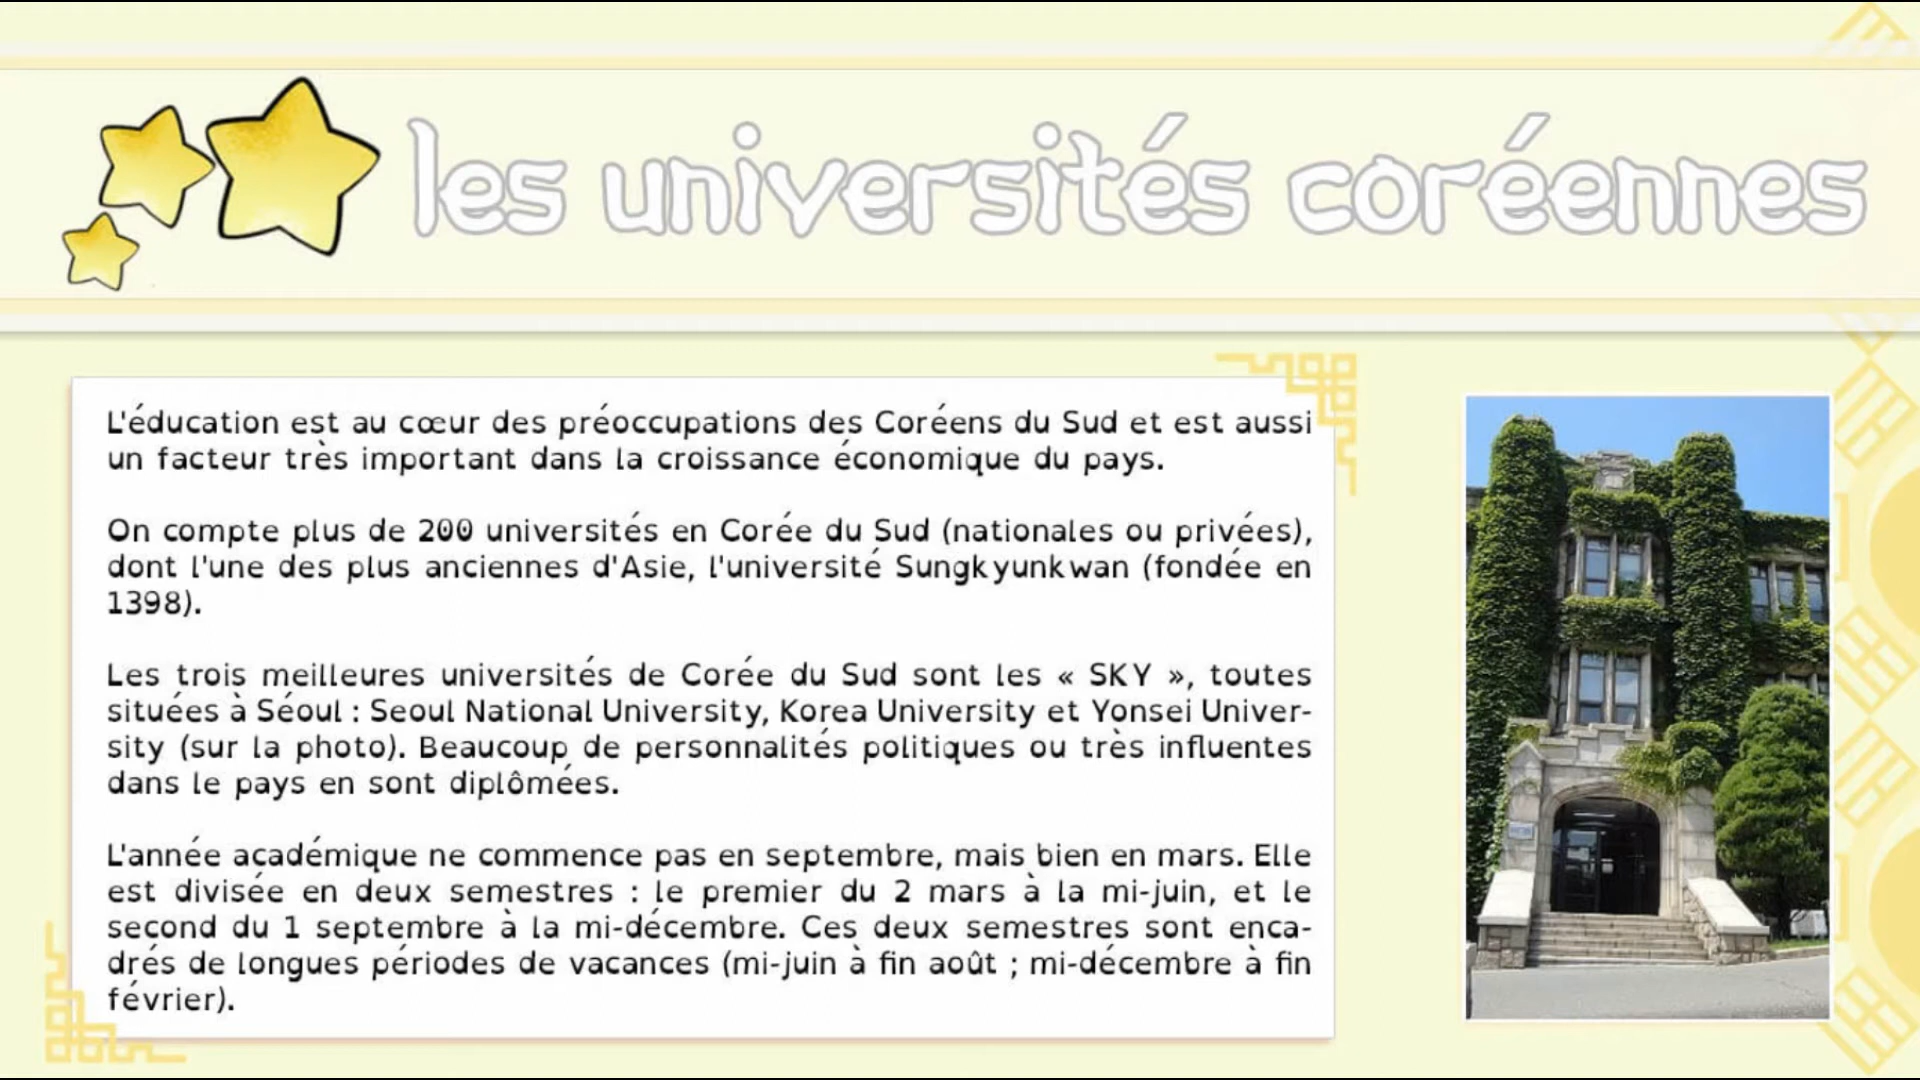 les universités coréennes
L'éducation est au cœur des préoccupations des Coréens du Sud et est aussi
un facteur très important dans la croissance économique du pays.
On compte plus de 200 universités en Corée du Sud (nationales ou privées),
dont l'une des plus anciennes d'Asie, l'université Sungkyunkwan (fondée en
1398).
Les trois meilleures universités de Corée du Sud sont les « SKY », toutes
situées à Séoul : Seoul National University, Korea University et Yonsei Univer-
sity (sur la photo). Beaucoup de personnalités politiques ou très influentes
dans le pays en sont diplômées.
L'année académique ne commence pas en septembre, mais bien en mars. Elle
est divisée en deux semestres : le premier du 2 mars à la mi-juin, et le
second du 1 septembre à la mi-décembre. Ces deux semestres sont enca-
drés de longues périodes de vacances (mi-juin à fin août ; mi-décembre à fin
février).